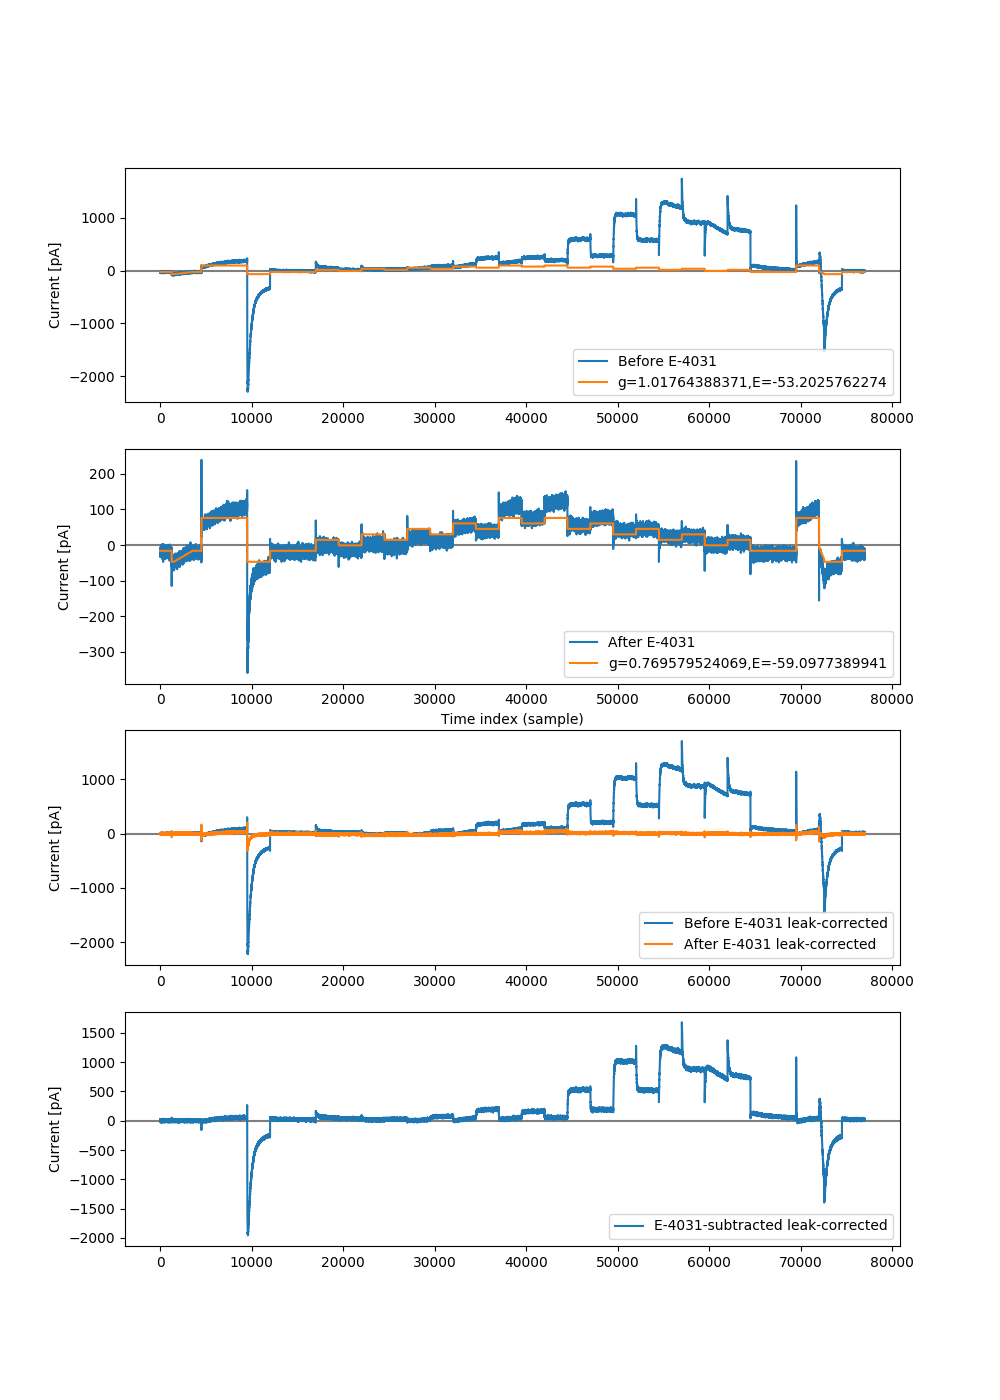 1000
0
−1000
−2000
Current [pA]
Before E-4031
g=1.01764388371,E=-53.2025762274
0 10000 20000 30000 40000 50000 60000 70000 80000
200
100
0
−100
−200
−300
Current [pA]
After E-4031
g=0.769579524069,E=-59.0977389941
0 10000 20000 30000 40000 50000 60000 70000 80000
Time index (sample)
1000
0
−1000
−2000
Current [pA]
Before E-4031 leak-corrected
After E-4031 leak-corrected
0 10000 20000 30000 40000 50000 60000 70000 80000
1500
1000
500
0
−500
−1000
−1500
−2000
Current [pA]
E-4031-subtracted leak-corrected
0 10000 20000 30000 40000 50000 60000 70000 80000